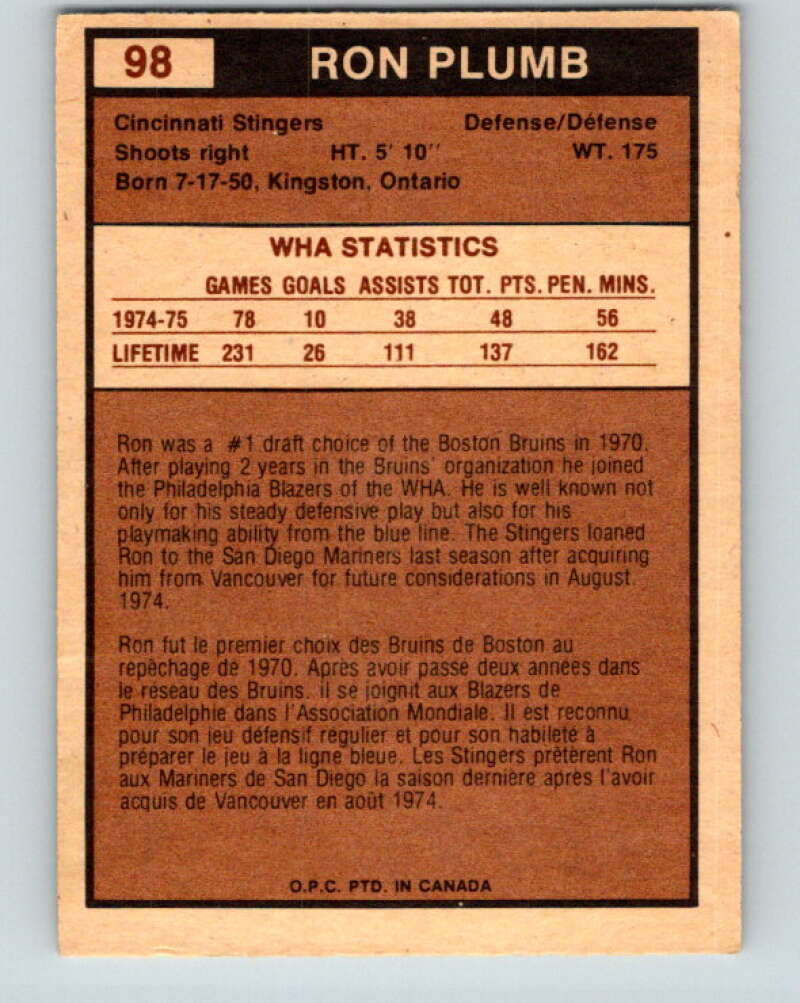 98 RON PLUMB
Cincinnati Stingers Defense/Défense
Shoots right HT. 5' 10'' WT. 175
Born 7-17-50, Kingston, Ontario
WHA STATISTICS
GAMES GOALS ASSISTS TOT. PTS. PEN. MINS.
1974-75 78 10 38 48 56
LIFETIME 231 26 111 137 162
Ron was a #1 draft choice of the Boston Bruins in 1970.
After playing 2 years in the Bruins' organization he joined
the Philadelphia Blazers of the WHA. He is well known not
only for his steady defensive play but also for his
playmaking ability from the blue line. The Stingers loaned
Ron to the San Diego Mariners last season after acquiring
him from Vancouver for future considerations in August,
1974.
Ron fut le premier choix des Bruins de Boston au
repêchage de 1970. Après avoir passé deux années dans
le réseau des Bruins, il se joignit aux Blazers de
Philadelphie dans l'Association Mondiale. Il est reconnu
pour son jeu défensif régulier et pour son habileté à
préparer le jeu à la ligne bleue. Les Stingers prêtèrent Ron
aux Mariners de San Diego la saison dernière après l'avoir
acquis de Vancouver en août 1974.
O.P.C. PTD. IN CANADA